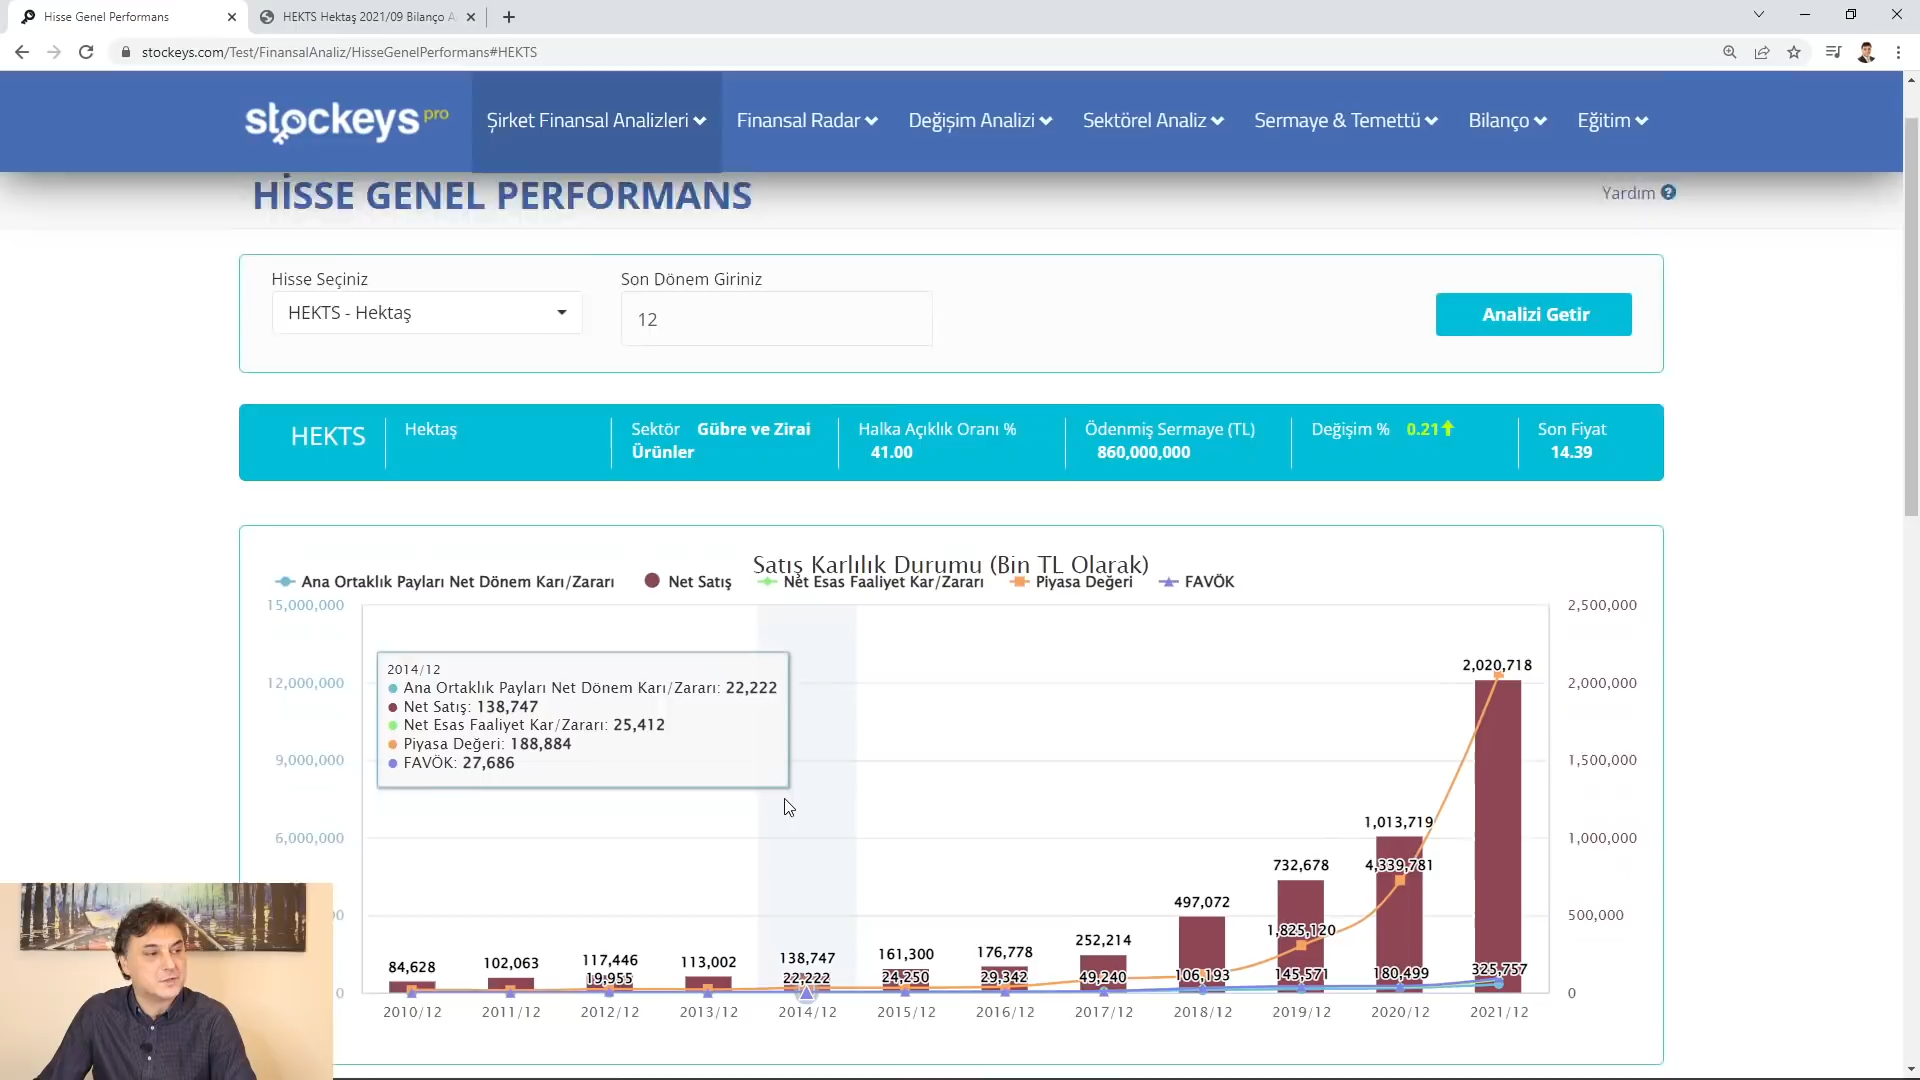 Hisse Genel Performans
HEKTS Hektaş 2021/09 Bilanço A
stockeys.com/Test/FinansalAnaliz/HisseGenelPerformans#HEKTS
stockeys pro
Şirket Finansal Analizleri
Finansal Radar
Değişim Analizi
Sektörel Analiz
Sermaye & Temettü
Bilanço
Eğitim
HİSSE GENEL PERFORMANS
Yardım
Hisse Seçiniz
Son Dönem Giriniz
HEKTS - Hektaş
12
Analizi Getir
HEKTS
Hektaş
Sektör Gübre ve Zirai
Ürünler
Halka Açıklık Oranı %
41.00
Ödenmiş Sermaye (TL)
860,000,000
Değişim % 0.21
Son Fiyat
14.39
Satış Karlılık Durumu (Bin TL Olarak)
Ana Ortaklık Payları Net Dönem Karı/Zararı
Net Satış
Net Esas Faaliyet Kar/Zararı
Piyasa Değeri
FAVÖK
15,000,000
12,000,000
9,000,000
6,000,000
0
2,500,000
2,000,000
1,500,000
1,000,000
500,000
0
2014/12
Ana Ortaklık Payları Net Dönem Karı/Zararı: 22,222
Net Satış: 138,747
Net Esas Faaliyet Kar/Zararı: 25,412
Piyasa Değeri: 188,884
FAVÖK: 27,686
2,020,718
1,013,719
732,678
4,339,781
497,072
1,825,120
252,214
176,778
161,300
138,747
113,002
117,446
102,063
84,628
19,955
22,222
24,250
29,342
49,240
106,193
145,571
180,499
325,757
2010/12
2011/12
2012/12
2013/12
2014/12
2015/12
2016/12
2017/12
2018/12
2019/12
2020/12
2021/12